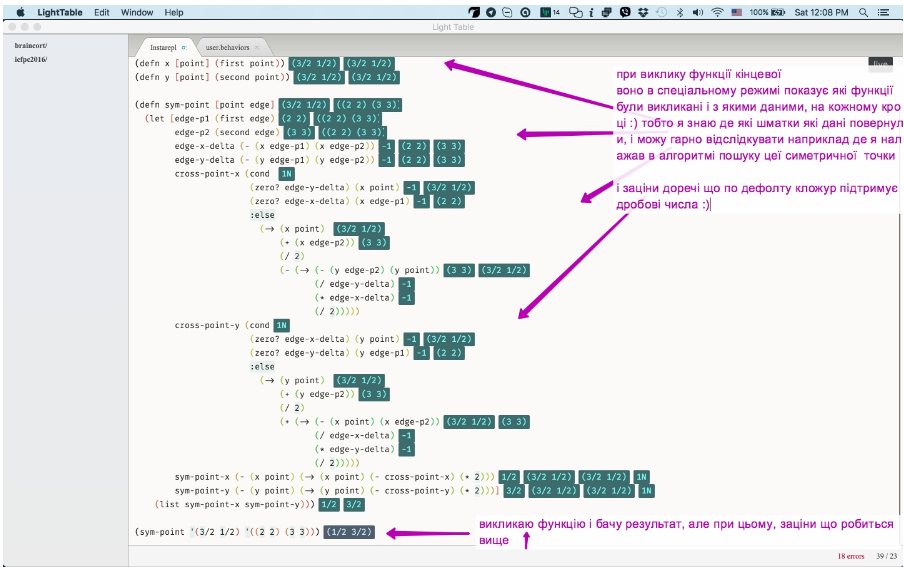 LightTable Edit Window Help 14 100% Sat 12:08 PM
Light Table
braincort/
icfpc2016/
Instarepl user.behaviors ×
live
(defn x [point] (first point)) (3/2 1/2) (3/2 1/2)
(defn y [point] (second point)) (3/2 1/2) (3/2 1/2)
(defn sym-point [point edge] (3/2 1/2) ((2 2) (3 3))
(let [edge-p1 (first edge) (2 2) ((2 2) (3 3))
edge-p2 (second edge) (3 3) ((2 2) (3 3))
edge-x-delta (- (x edge-p1) (x edge-p2)) -1 (2 2) (3 3)
edge-y-delta (- (y edge-p1) (y edge-p2)) -1 (2 2) (3 3)
cross-point-x (cond 1N
(zero? edge-y-delta) (x point) -1 (3/2 1/2)
(zero? edge-x-delta) (x edge-p1) -1 (2 2)
:else
(→ (x point) (3/2 1/2)
(+ (x edge-p2)) (3 3)
(/ 2)
(- (→ (- (y edge-p2) (y point)) (3 3) (3/2 1/2)
(/ edge-y-delta) -1
(* edge-x-delta) -1
(/ 2)))))
cross-point-y (cond 1N
(zero? edge-x-delta) (y point) -1 (3/2 1/2)
(zero? edge-y-delta) (y edge-p1) -1 (2 2)
:else
(→ (y point) (3/2 1/2)
(+ (y edge-p2)) (3 3)
(/ 2)
(+ (→ (- (x point) (x edge-p2)) (3/2 1/2) (3 3)
(/ edge-x-delta) -1
(* edge-y-delta) -1
(/ 2)))))
sym-point-x (- (x point) (→ (x point) (- cross-point-x) (* 2))) 1/2 (3/2 1/2) (3/2 1/2) 1N
sym-point-y (- (y point) (→ (y point) (- cross-point-y) (* 2)))] 3/2 (3/2 1/2) (3/2 1/2) 1N
(list sym-point-x sym-point-y))) 1/2 3/2
(sym-point '(3/2 1/2) '((2 2) (3 3))) (1/2 3/2)
при виклику функції кінцевої
воно в спеціальному режимі показує які функції
були викликані і з якими даними, на кожному кро
ці :) тобто я знаю де які шматки які дані повернул
и, і можу гарно відслідкувати наприклад де я нал
ажав в алгоритмі пошуку цеї симетричної точки
і заціни доречі що по дефолту кложур підтримує
дробові числа :)
викликаю функцію і бачу результат, але при цьому, заціни що робиться
вище
18 errors 39 / 23